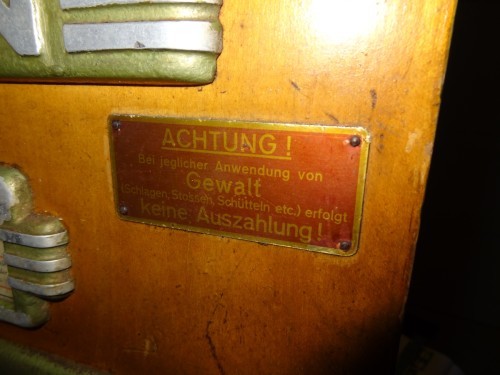 N
ACHTUNG!
Bei jeglicher Anwendung von
Gewalt
(Schlagen, Stossen, Schütteln etc.) erfolgt
keine Auszahlung!